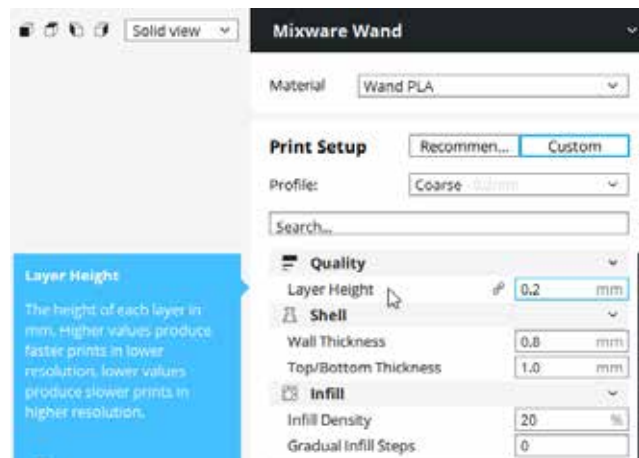 Solid view
Mixware Wand
Material
Wand PLA
Print Setup
Recommen...
Custom
Profile:
Coarse 0.2mm
Search...
Quality
Layer Height
0.2
mm
Shell
Wall Thickness
0.8
mm
Top/Bottom Thickness
1.0
mm
Infill
Infill Density
20
%
Gradual Infill Steps
0
Layer Height
The height of each layer in
mm. Higher values produce
faster prints in lower
resolution, lower values
produce slower prints in
higher resolution.